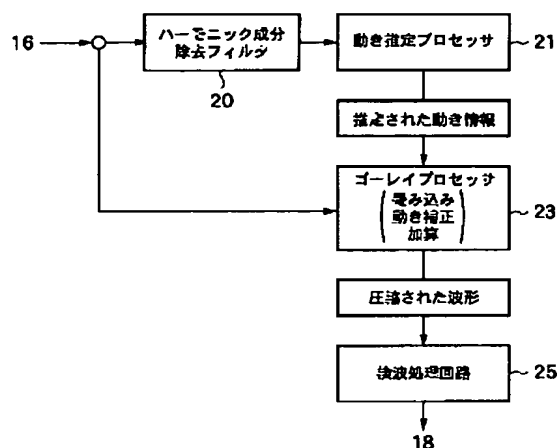 16
ハーモニック成分
除去フィルタ
20
動き推定プロセッサ
21
推定された動き情報
ゴーレイプロセッサ
畳み込み
動き補正
加算
23
圧縮された波形
検波処理回路
25
18